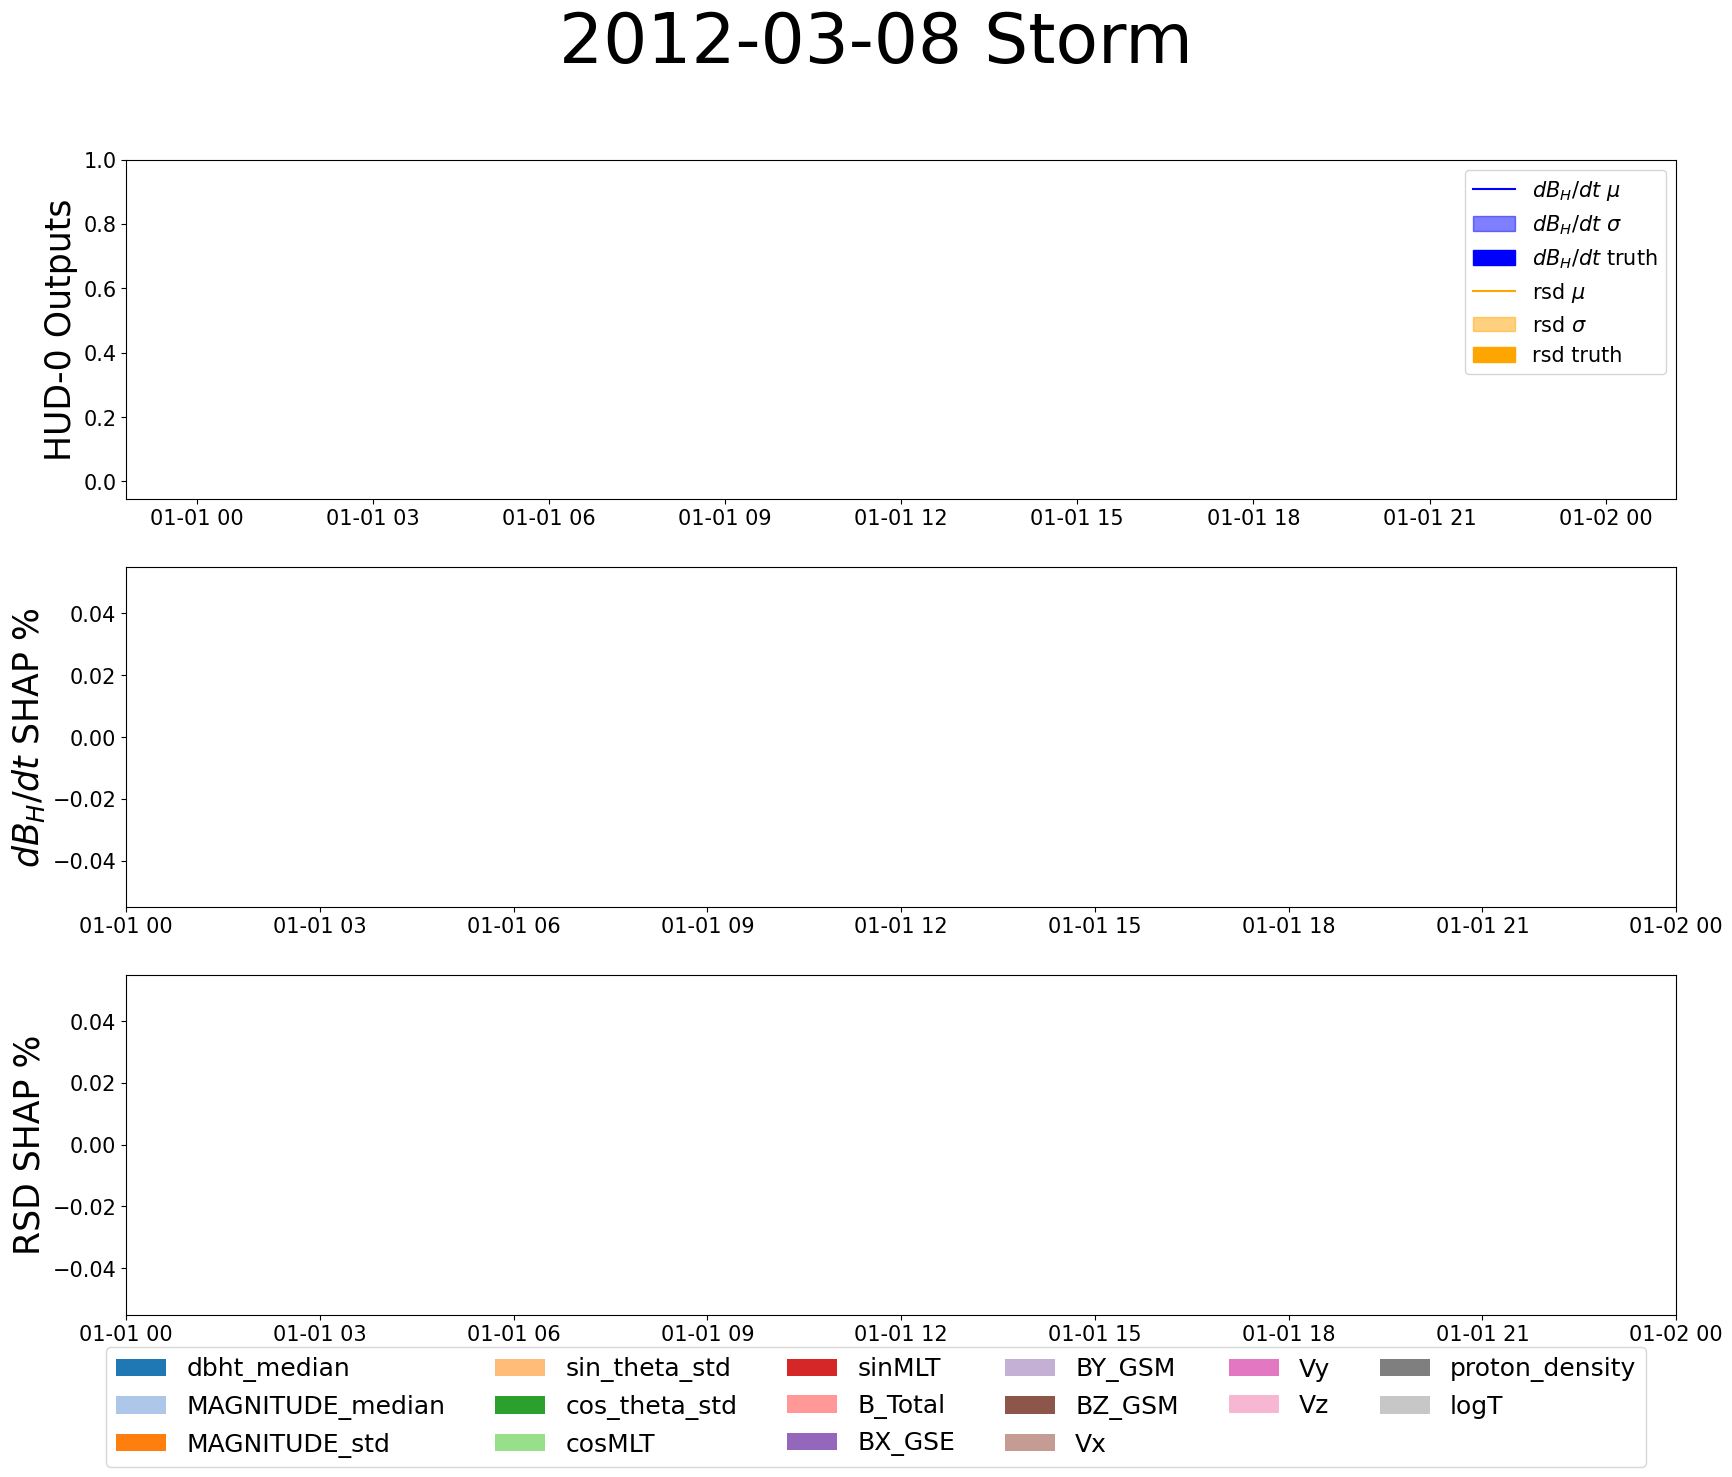 2012-03-08 Storm
HUD-0 Outputs
1.0
0.8
0.6
0.4
0.2
0.0
dB_H/dt μ
dB_H/dt σ
dB_H/dt truth
rsd μ
rsd σ
rsd truth
01-01 00 01-01 03 01-01 06 01-01 09 01-01 12 01-01 15 01-01 18 01-01 21 01-02 00
dB_H/dt SHAP %
0.04
0.02
0.00
−0.02
−0.04
01-01 00 01-01 03 01-01 06 01-01 09 01-01 12 01-01 15 01-01 18 01-01 21 01-02 00
RSD SHAP %
0.04
0.02
0.00
−0.02
−0.04
01-01 00 01-01 03 01-01 06 01-01 09 01-01 12 01-01 15 01-01 18 01-01 21 01-02 00
dbht_median sin_theta_std sinMLT BY_GSM Vy proton_density
MAGNITUDE_median cos_theta_std B_Total BZ_GSM Vz logT
MAGNITUDE_std cosMLT BX_GSE Vx